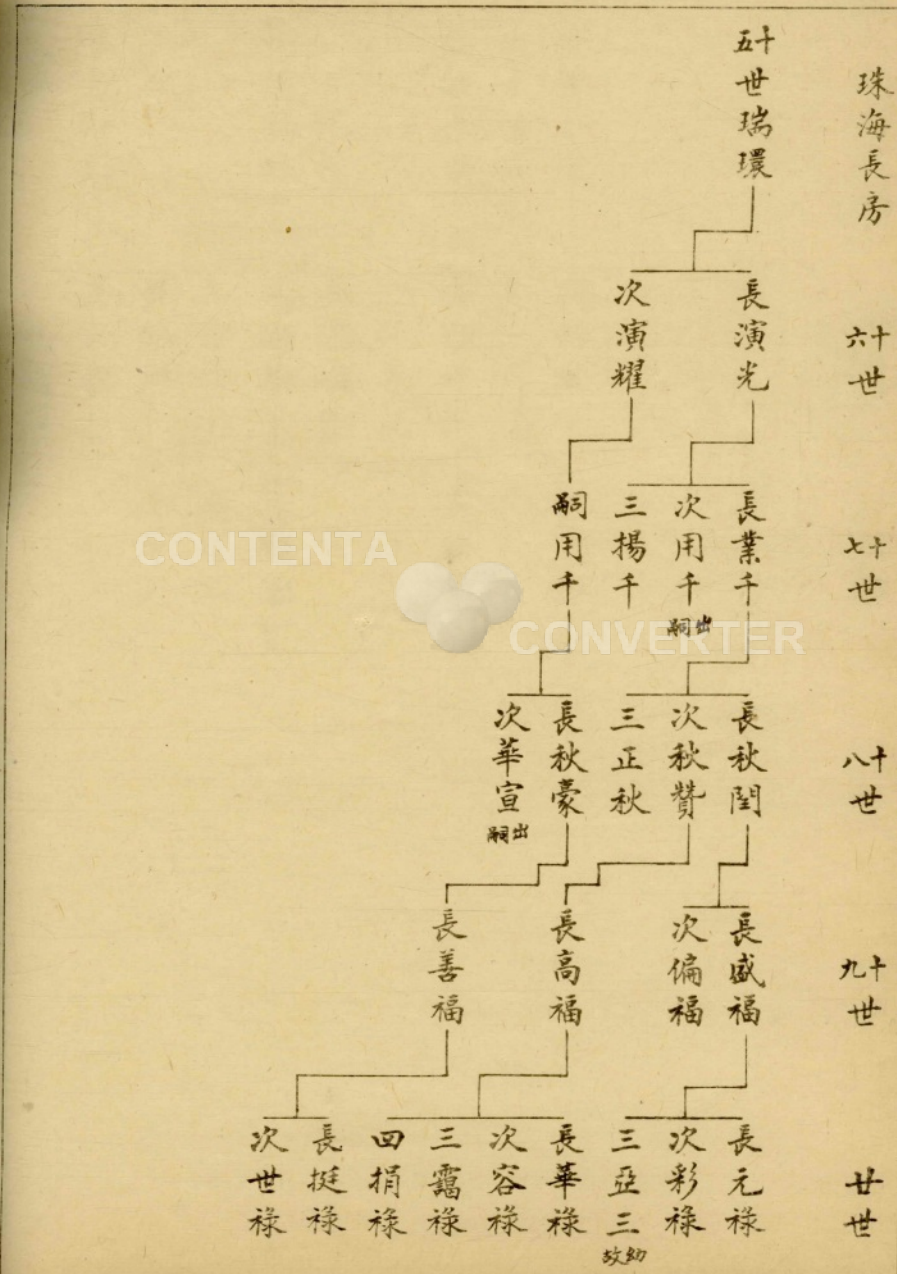 珠海長房
十五世瑞環
十六世
長演光
次演耀
十七世
長業千
次用千
出嗣
三揚千
嗣用千
十八世
長秋閏
次秋贊
三正秋
長秋豪
次華宣
出嗣
十九世
長盛福
次偏福
長高福
長善福
廿世
長元祿
次彩祿
三亞三
幼故
長華祿
次容祿
三靄祿
四捐祿
長挺祿
次世祿
CONTENTA
CONVERTER